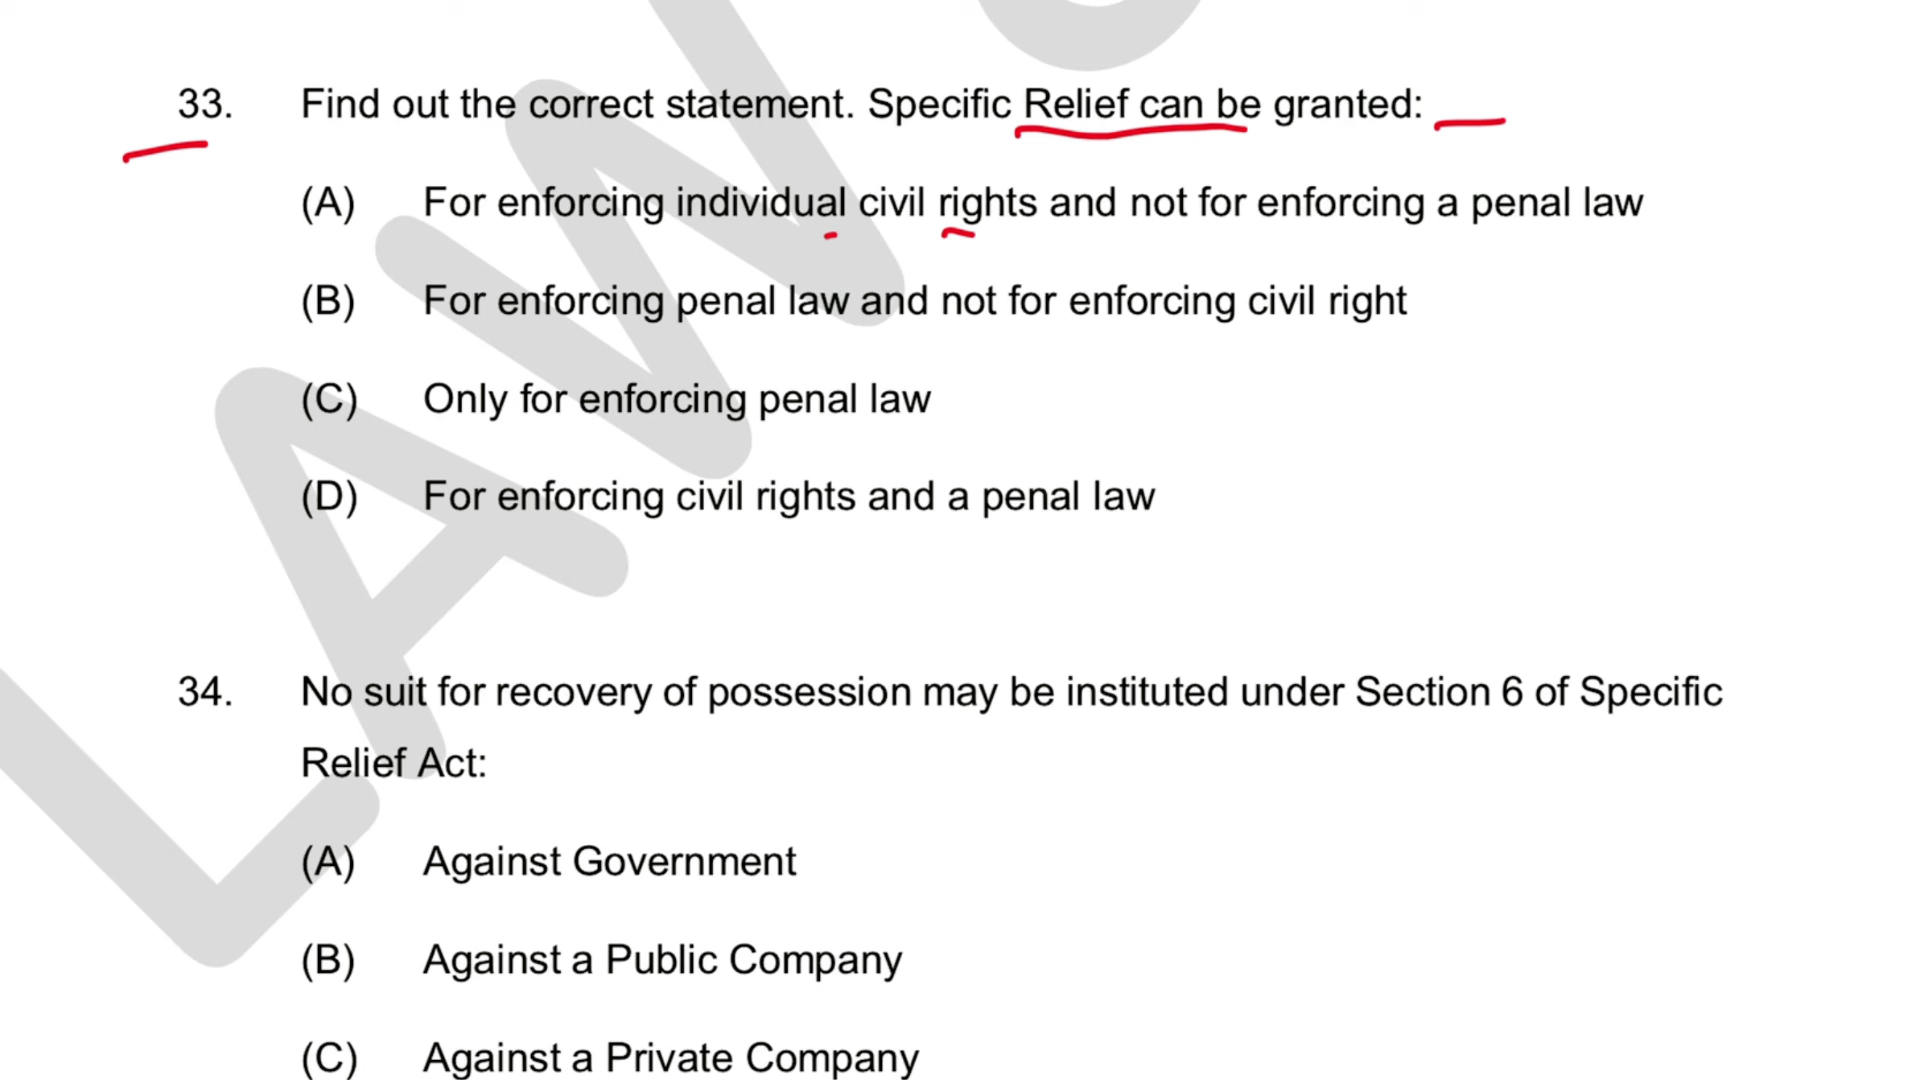 33. Find out the correct statement. Specific Relief can be granted:
(A) For enforcing individual civil rights and not for enforcing a penal law
(B) For enforcing penal law and not for enforcing civil right
(C) Only for enforcing penal law
(D) For enforcing civil rights and a penal law
34. No suit for recovery of possession may be instituted under Section 6 of Specific
Relief Act:
(A) Against Government
(B) Against a Public Company
(C) Against a Private Company
LAW